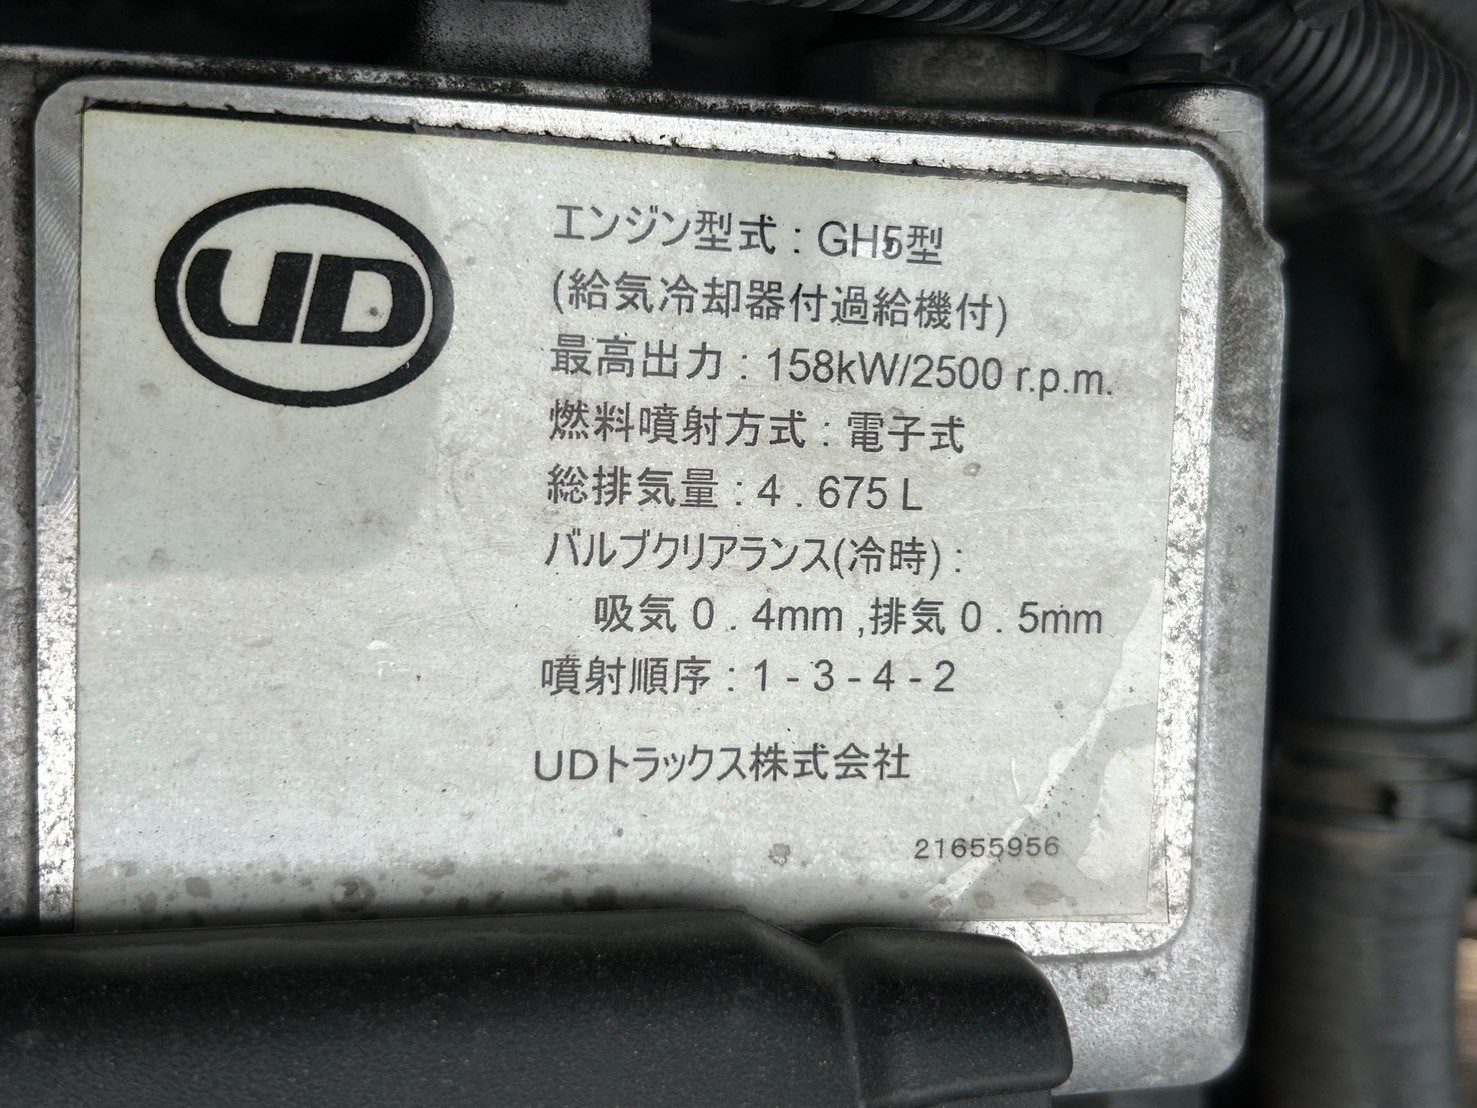 UD
エンジン型式 : GH5型
(給気冷却器付過給機付)
最高出力 : 158kW/2500 r.p.m.
燃料噴射方式 : 電子式
総排気量 : 4 . 675 L
バルブクリアランス(冷時) :
吸気 0 . 4mm ,排気 0 . 5mm
噴射順序 : 1 - 3 - 4 - 2
UDトラックス株式会社
21655956